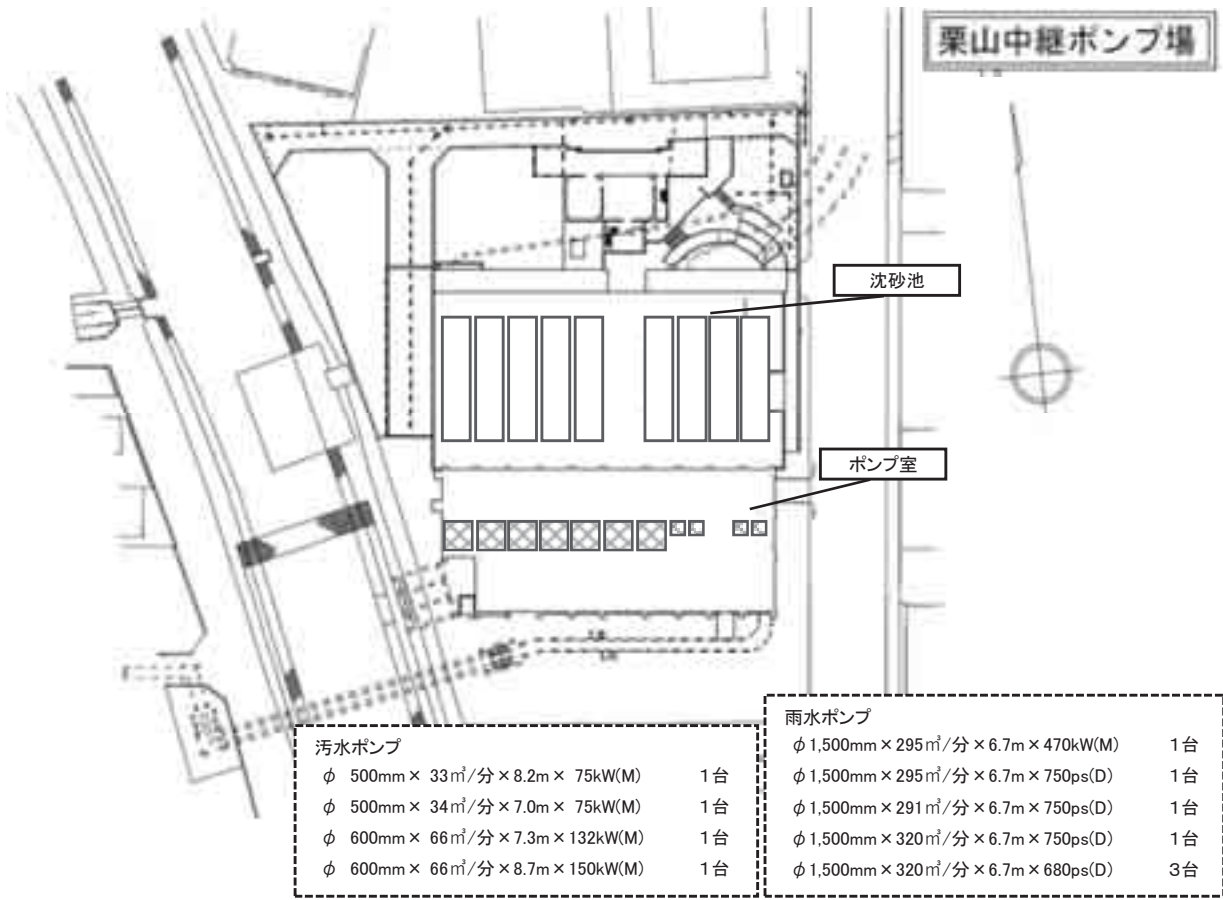 栗山中継ポンプ場
沈砂池
ポンプ室
汚水ポンプ
φ 500mm × 33㎥/分 × 8.2m × 75kW(M) 1台
φ 500mm × 34㎥/分 × 7.0m × 75kW(M) 1台
φ 600mm × 66㎥/分 × 7.3m × 132kW(M) 1台
φ 600mm × 66㎥/分 × 8.7m × 150kW(M) 1台
雨水ポンプ
φ 1,500mm × 295㎥/分 × 6.7m × 470kW(M) 1台
φ 1,500mm × 295㎥/分 × 6.7m × 750ps(D) 1台
φ 1,500mm × 291㎥/分 × 6.7m × 750ps(D) 1台
φ 1,500mm × 320㎥/分 × 6.7m × 750ps(D) 1台
φ 1,500mm × 320㎥/分 × 6.7m × 680ps(D) 3台